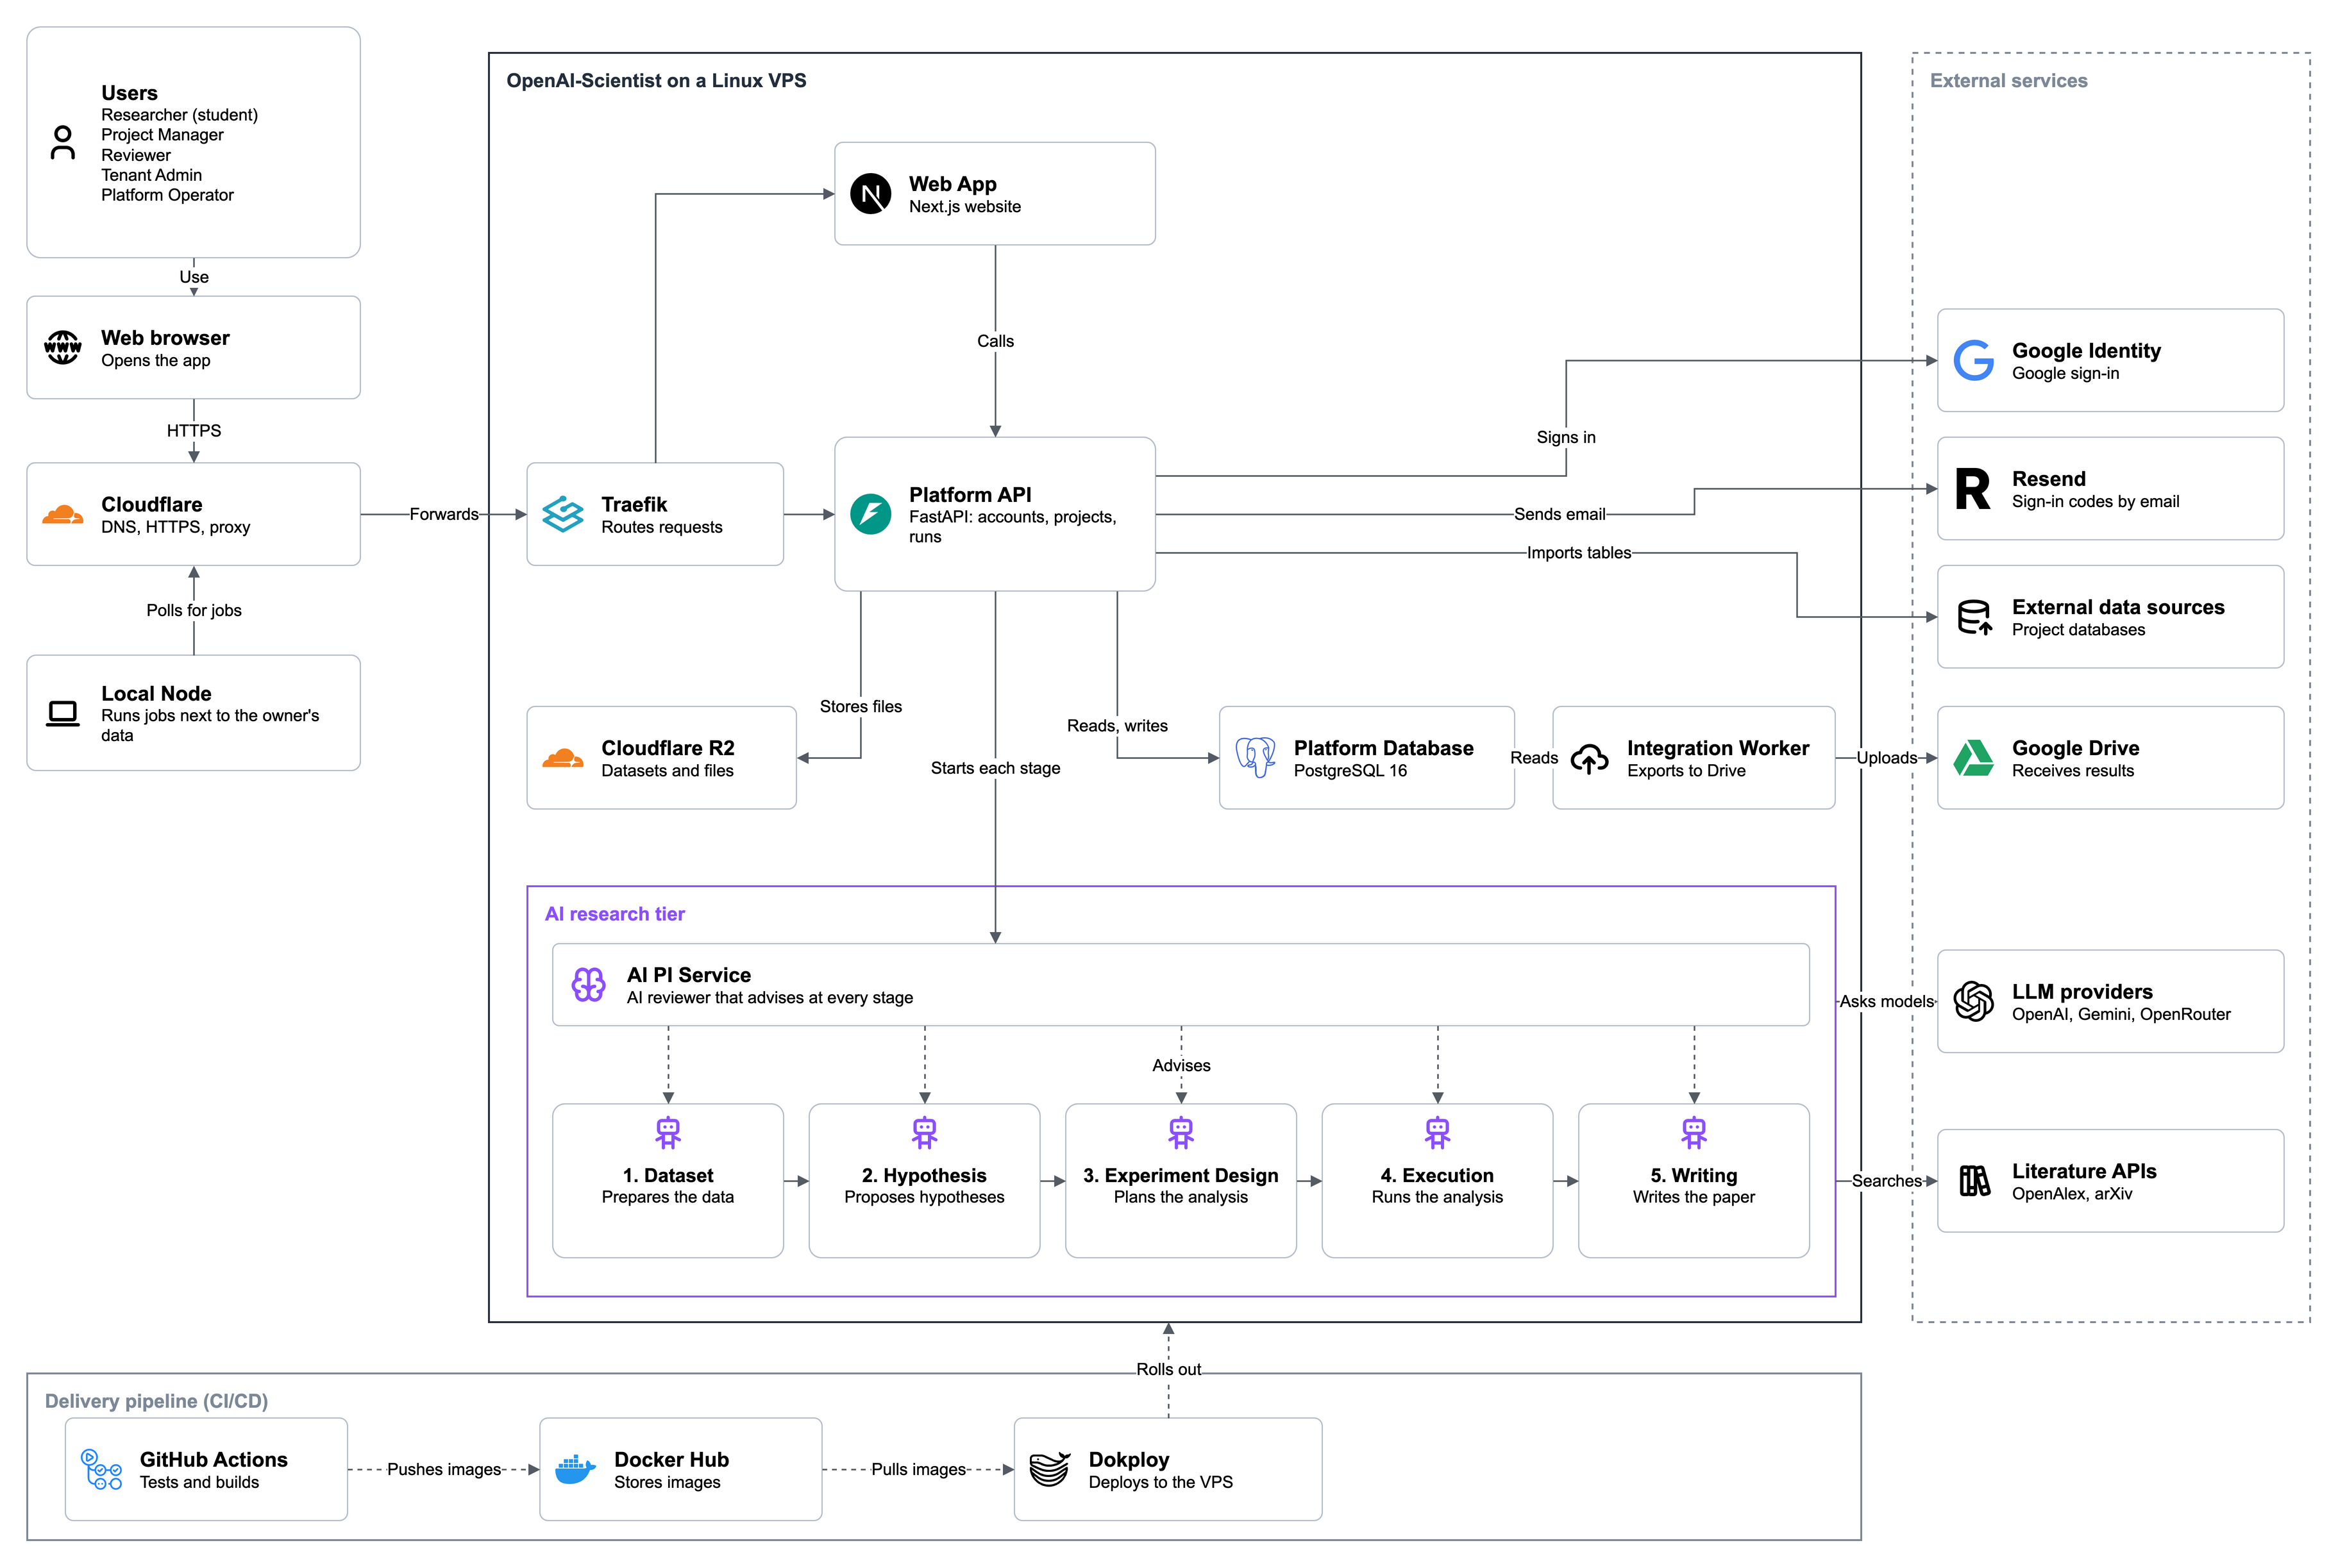 Users
Researcher (student)
Project Manager
Reviewer
Tenant Admin
Platform Operator
Use
Web browser
Opens the app
HTTPS
Cloudflare
DNS, HTTPS, proxy
Polls for jobs
Local Node
Runs jobs next to the owner's
data
Forwards
OpenAI-Scientist on a Linux VPS
Web App
Next.js website
Calls
Traefik
Routes requests
Platform API
FastAPI: accounts, projects,
runs
Signs in
Sends email
Imports tables
Stores files
Starts each stage
Reads, writes
Cloudflare R2
Datasets and files
Platform Database
PostgreSQL 16
Reads
Integration Worker
Exports to Drive
Uploads
AI research tier
AI PI Service
AI reviewer that advises at every stage
Advises
1. Dataset
Prepares the data
2. Hypothesis
Proposes hypotheses
3. Experiment Design
Plans the analysis
4. Execution
Runs the analysis
5. Writing
Writes the paper
Asks models
Searches
External services
Google Identity
Google sign-in
Resend
Sign-in codes by email
External data sources
Project databases
Google Drive
Receives results
LLM providers
OpenAI, Gemini, OpenRouter
Literature APIs
OpenAlex, arXiv
Rolls out
Delivery pipeline (CI/CD)
GitHub Actions
Tests and builds
Pushes images
Docker Hub
Stores images
Pulls images
Dokploy
Deploys to the VPS